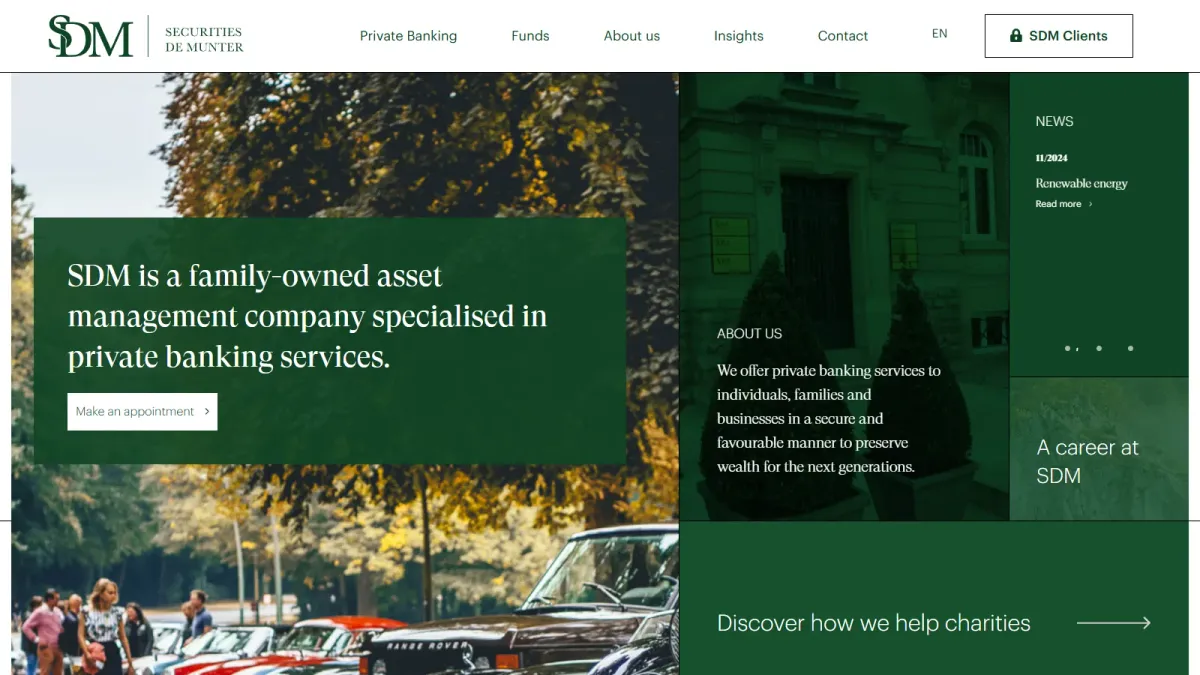 SDM
SECURITIES
DE MUNTER
Private Banking
Funds
About us
Insights
Contact
EN
SDM Clients
SDM is a family-owned asset
management company specialised in
private banking services.
Make an appointment
ABOUT US
We offer private banking services to
individuals, families and
businesses in a secure and
favourable manner to preserve
wealth for the next generations.
NEWS
11/2024
Renewable energy
Read more
A career at
SDM
Discover how we help charities
RANGE ROVER